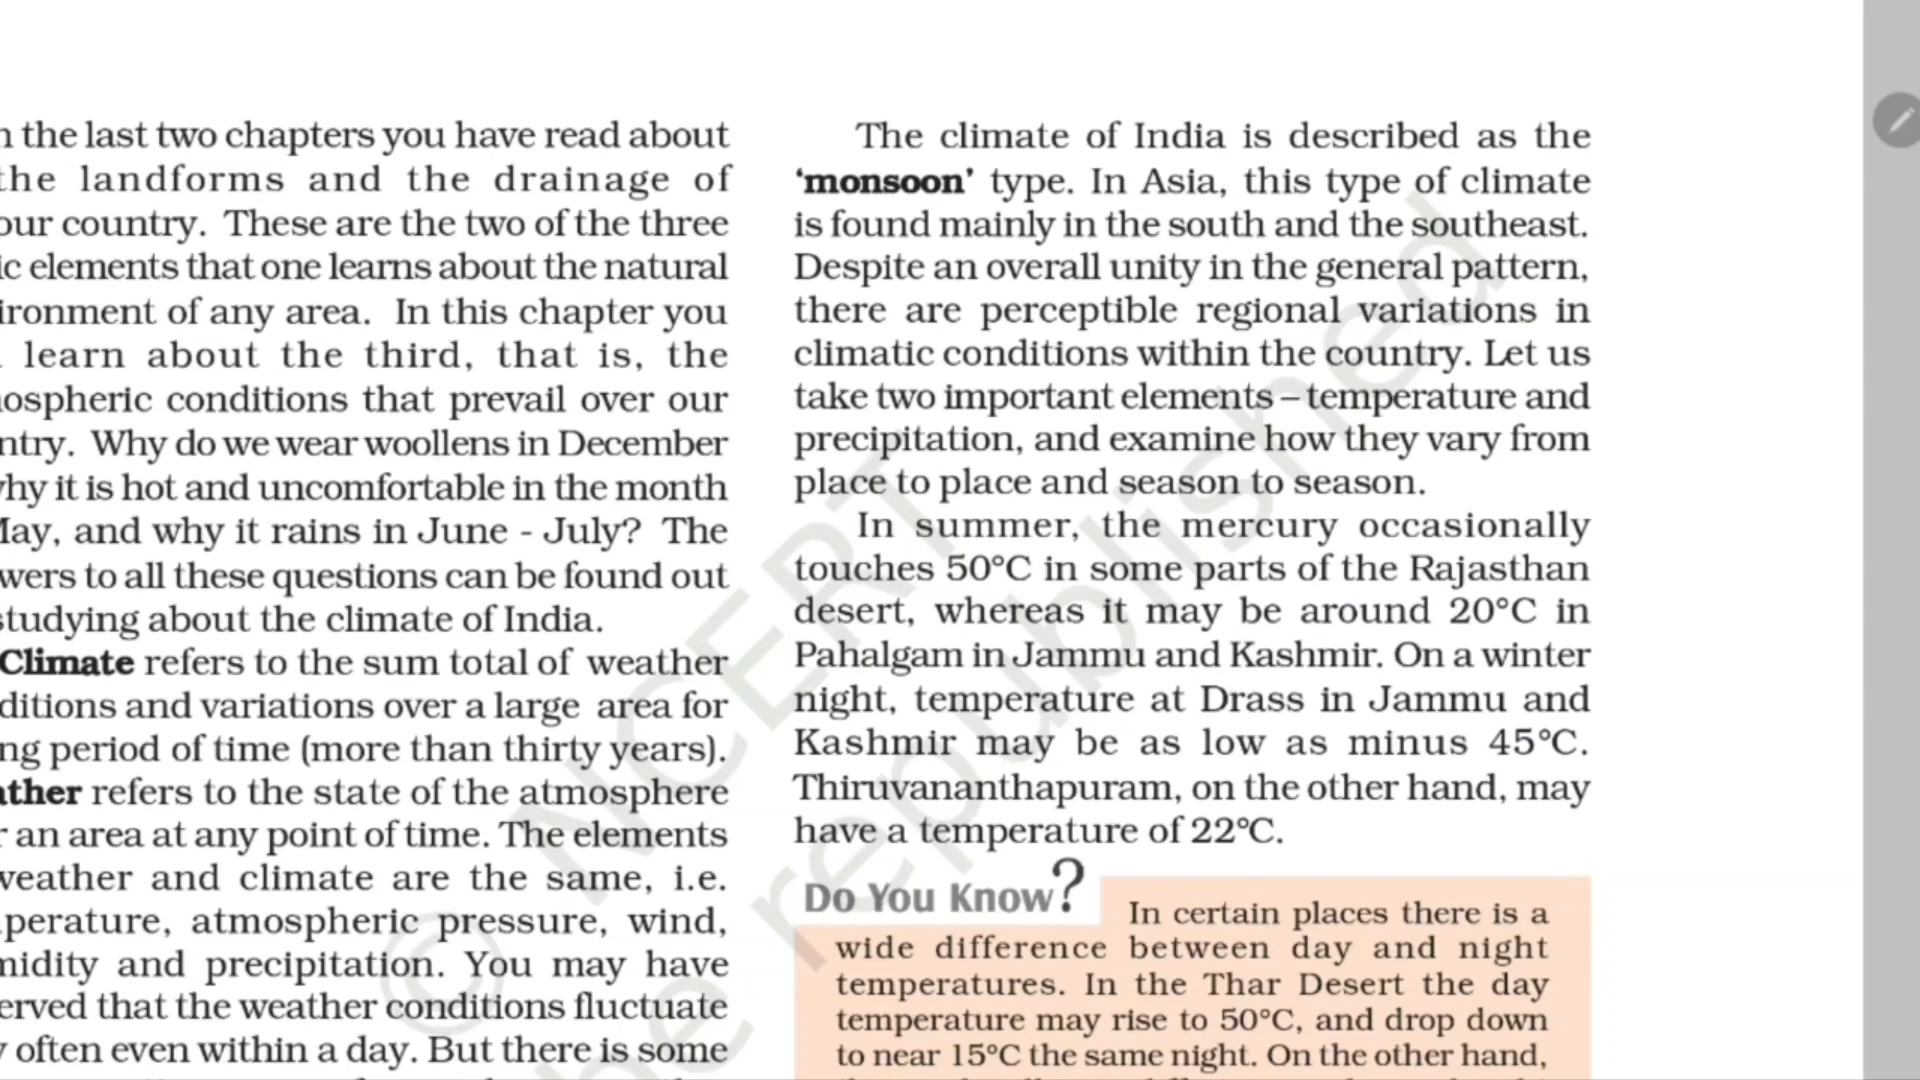 the last two chapters you have read about
the landforms and the drainage of
our country. These are the two of the three
elements that one learns about the natural
of any area. In this chapter you
learn about the third, that is, the
conditions that prevail over our
Why do we wear woollens in December
why it is hot and uncomfortable in the month
May, and why it rains in June - July? The
to all these questions can be found out
studying about the climate of India.
Climate refers to the sum total of weather
and variations over a large area for
period of time (more than thirty years).
refers to the state of the atmosphere
an area at any point of time. The elements
weather and climate are the same, i.e.
atmospheric pressure, wind,
and precipitation. You may have
that the weather conditions fluctuate
often even within a day. But there is some
The climate of India is described as the
‘monsoon’ type. In Asia, this type of climate
is found mainly in the south and the southeast.
Despite an overall unity in the general pattern,
there are perceptible regional variations in
climatic conditions within the country. Let us
take two important elements – temperature and
precipitation, and examine how they vary from
place to place and season to season.
In summer, the mercury occasionally
touches 50°C in some parts of the Rajasthan
desert, whereas it may be around 20°C in
Pahalgam in Jammu and Kashmir. On a winter
night, temperature at Drass in Jammu and
Kashmir may be as low as minus 45°C.
Thiruvananthapuram, on the other hand, may
have a temperature of 22°C.
Do You Know?
In certain places there is a
wide difference between day and night
temperatures. In the Thar Desert the day
temperature may rise to 50°C, and drop down
to near 15°C the same night. On the other hand,
© NCERT
be republished